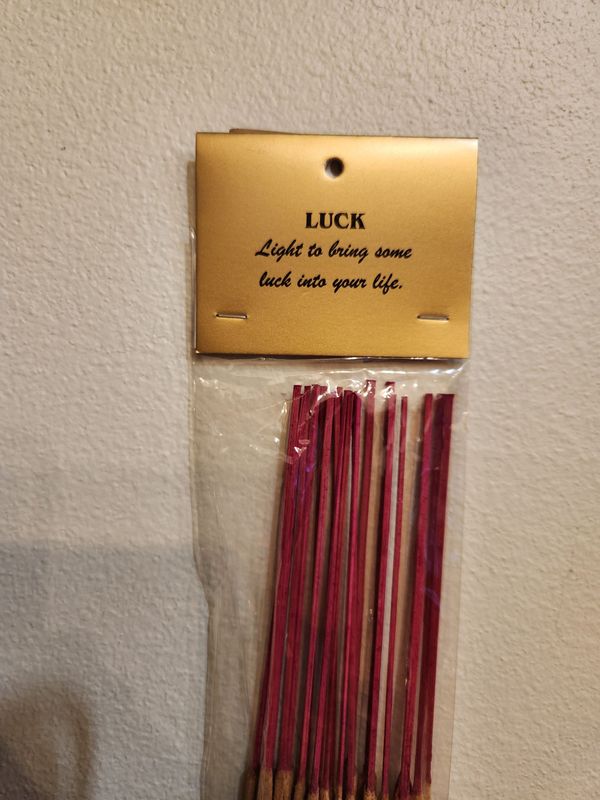 LUCK
Light to bring some
luck into your life.